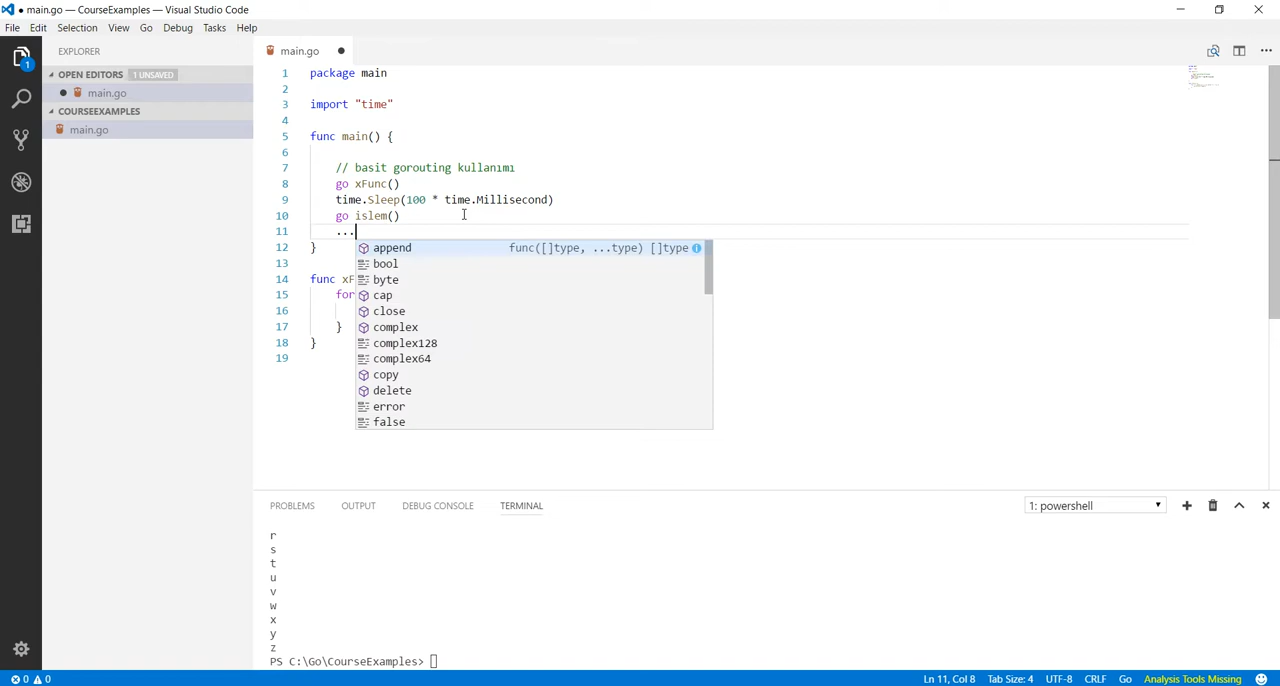 ● main.go — CourseExamples — Visual Studio Code
File Edit Selection View Go Debug Tasks Help
EXPLORER
main.go ●
OPEN EDITORS 1 UNSAVED
● main.go
COURSEEXAMPLES
main.go
1
1 package main
2
3 import "time"
4
5 func main() {
6
7 // basit gorouting kullanımı
8 go xFunc()
9 time.Sleep(100 * time.Millisecond)
10 go islem()
11 ...
12 }
13
14 func xF
15 for
16
17 }
18 }
19
append func([]type, ...type) []type
bool
byte
cap
close
complex
complex128
complex64
copy
delete
error
false
PROBLEMS OUTPUT DEBUG CONSOLE TERMINAL 1: powershell
r
s
t
u
v
w
x
y
z
PS C:\Go\CourseExamples>
0 0 Ln 11, Col 8 Tab Size: 4 UTF-8 CRLF Go Analysis Tools Missing